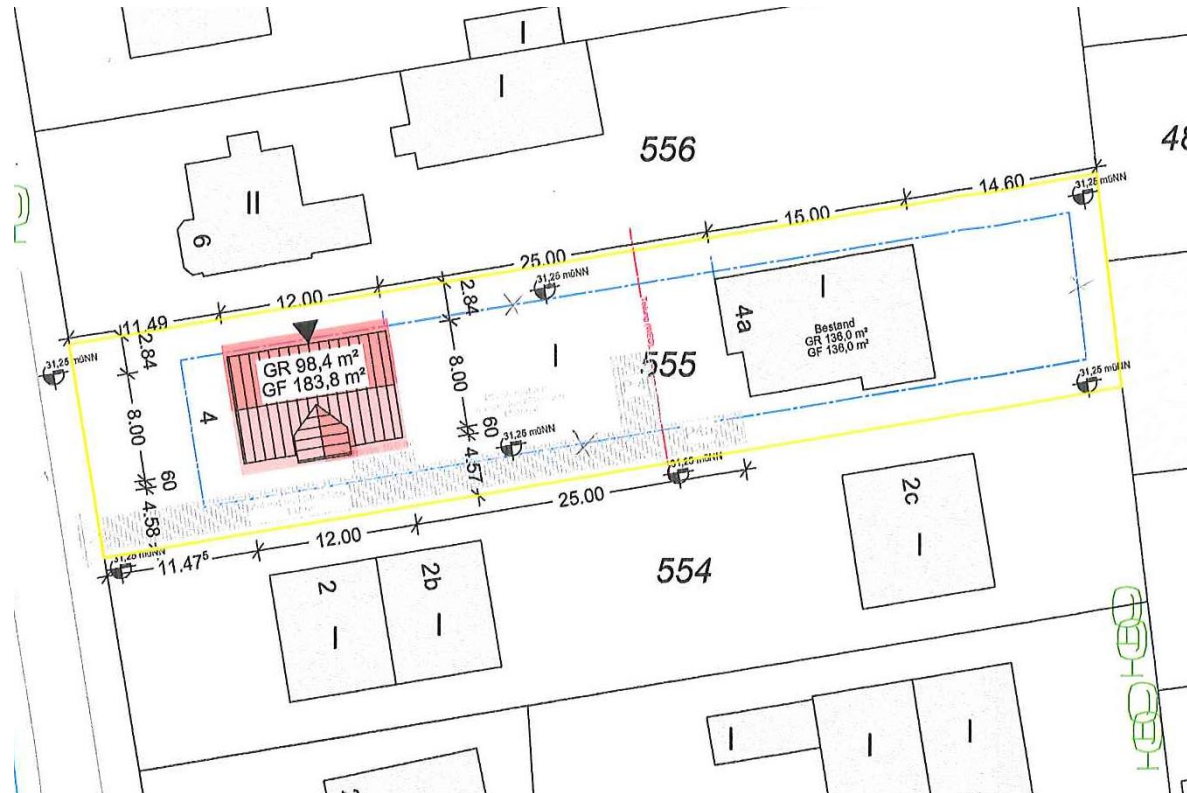 I
I
556
48
14.60
31,25 müNN
15.00
II
6
25.00
31,25 müNN
12.00
2.84
11.49
2.84
I
4a
Bestand
GR 136,0 m²
GF 136,0 m²
31,25 müNN
GR 98,4 m²
GF 183,8 m²
I
555
31,25 müNN
4
8.00
8.00
60
60
31,25 müNN
4.57
4.58
31,25 müNN
25.00
12.00
2c
I
31,25 müNN
11.47⁵
554
2
I
2b
I
I
I
I